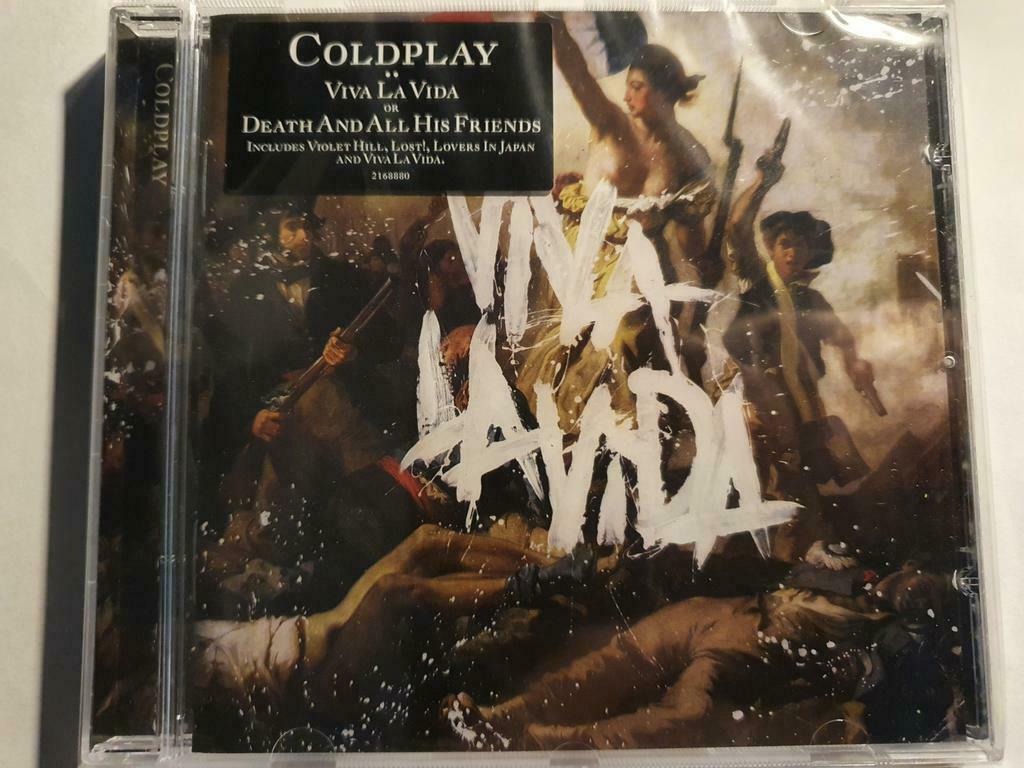 COLDPLAY
COLDPLAY
VIVA LA VIDA
OR
DEATH AND ALL HIS FRIENDS
INCLUDES VIOLET HILL, LOST!, LOVERS IN JAPAN
AND VIVA LA VIDA.
2168880
VIVA
LA VIDA
COLDPLAY